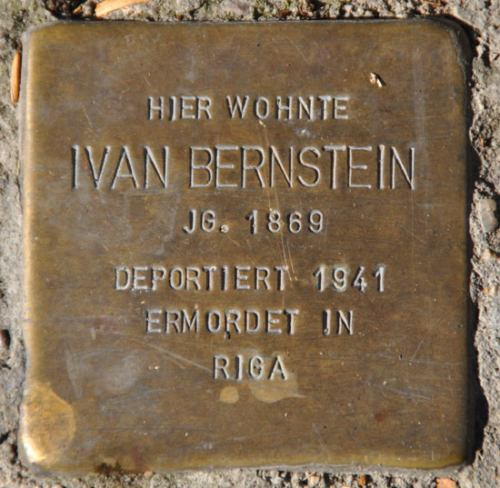 HIER WOHNTE
IVAN BERNSTEIN
JG. 1869
DEPORTIERT 1941
ERMORDET IN
RIGA